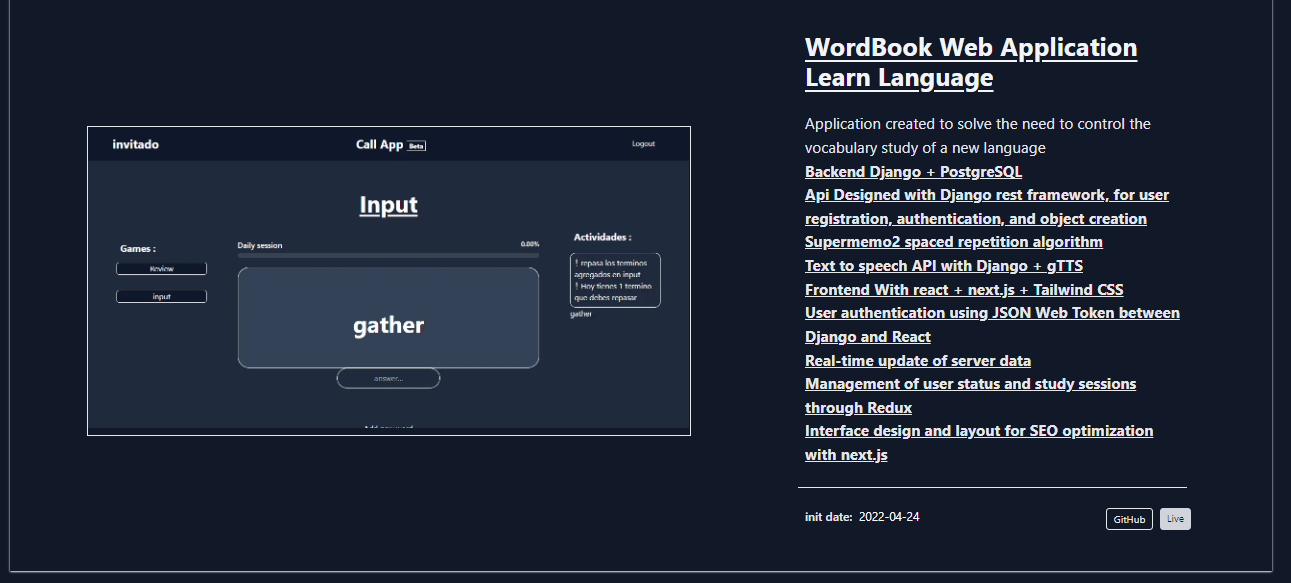 invitado
Call App Beta
Logout
Input
Games :
Review
input
Daily session
0.00%
gather
answer...
Actividades :
! repasa los terminos
agregados en input
! Hoy tienes 1 termino
que debes repasar
gather
WordBook Web Application
Learn Language
Application created to solve the need to control the
vocabulary study of a new language
Backend Django + PostgreSQL
Api Designed with Django rest framework, for user
registration, authentication, and object creation
Supermemo2 spaced repetition algorithm
Text to speech API with Django + gTTS
Frontend With react + next.js + Tailwind CSS
User authentication using JSON Web Token between
Django and React
Real-time update of server data
Management of user status and study sessions
through Redux
Interface design and layout for SEO optimization
with next.js
init date: 2022-04-24
GitHub
Live